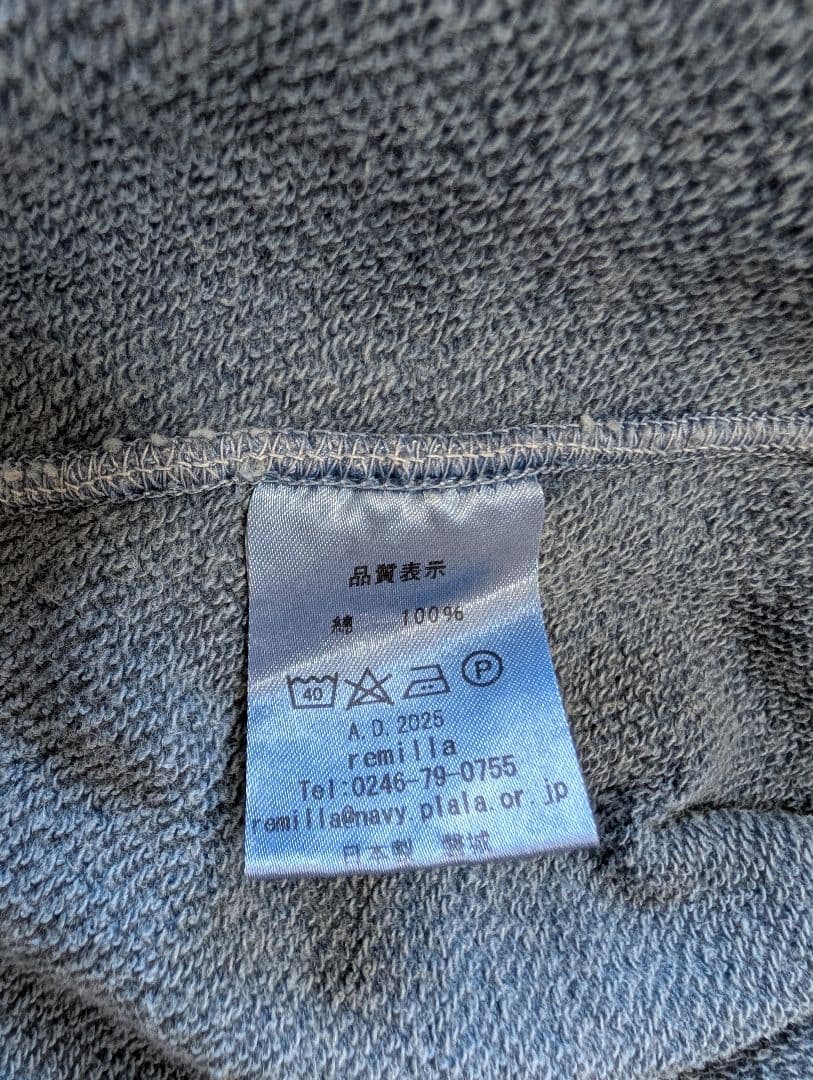 品質表示
綿 100%
40 P
A.D.2025
remilla
Tel:0246-79-0755
remilla@navy.plala.or.jp
日本製 磐城